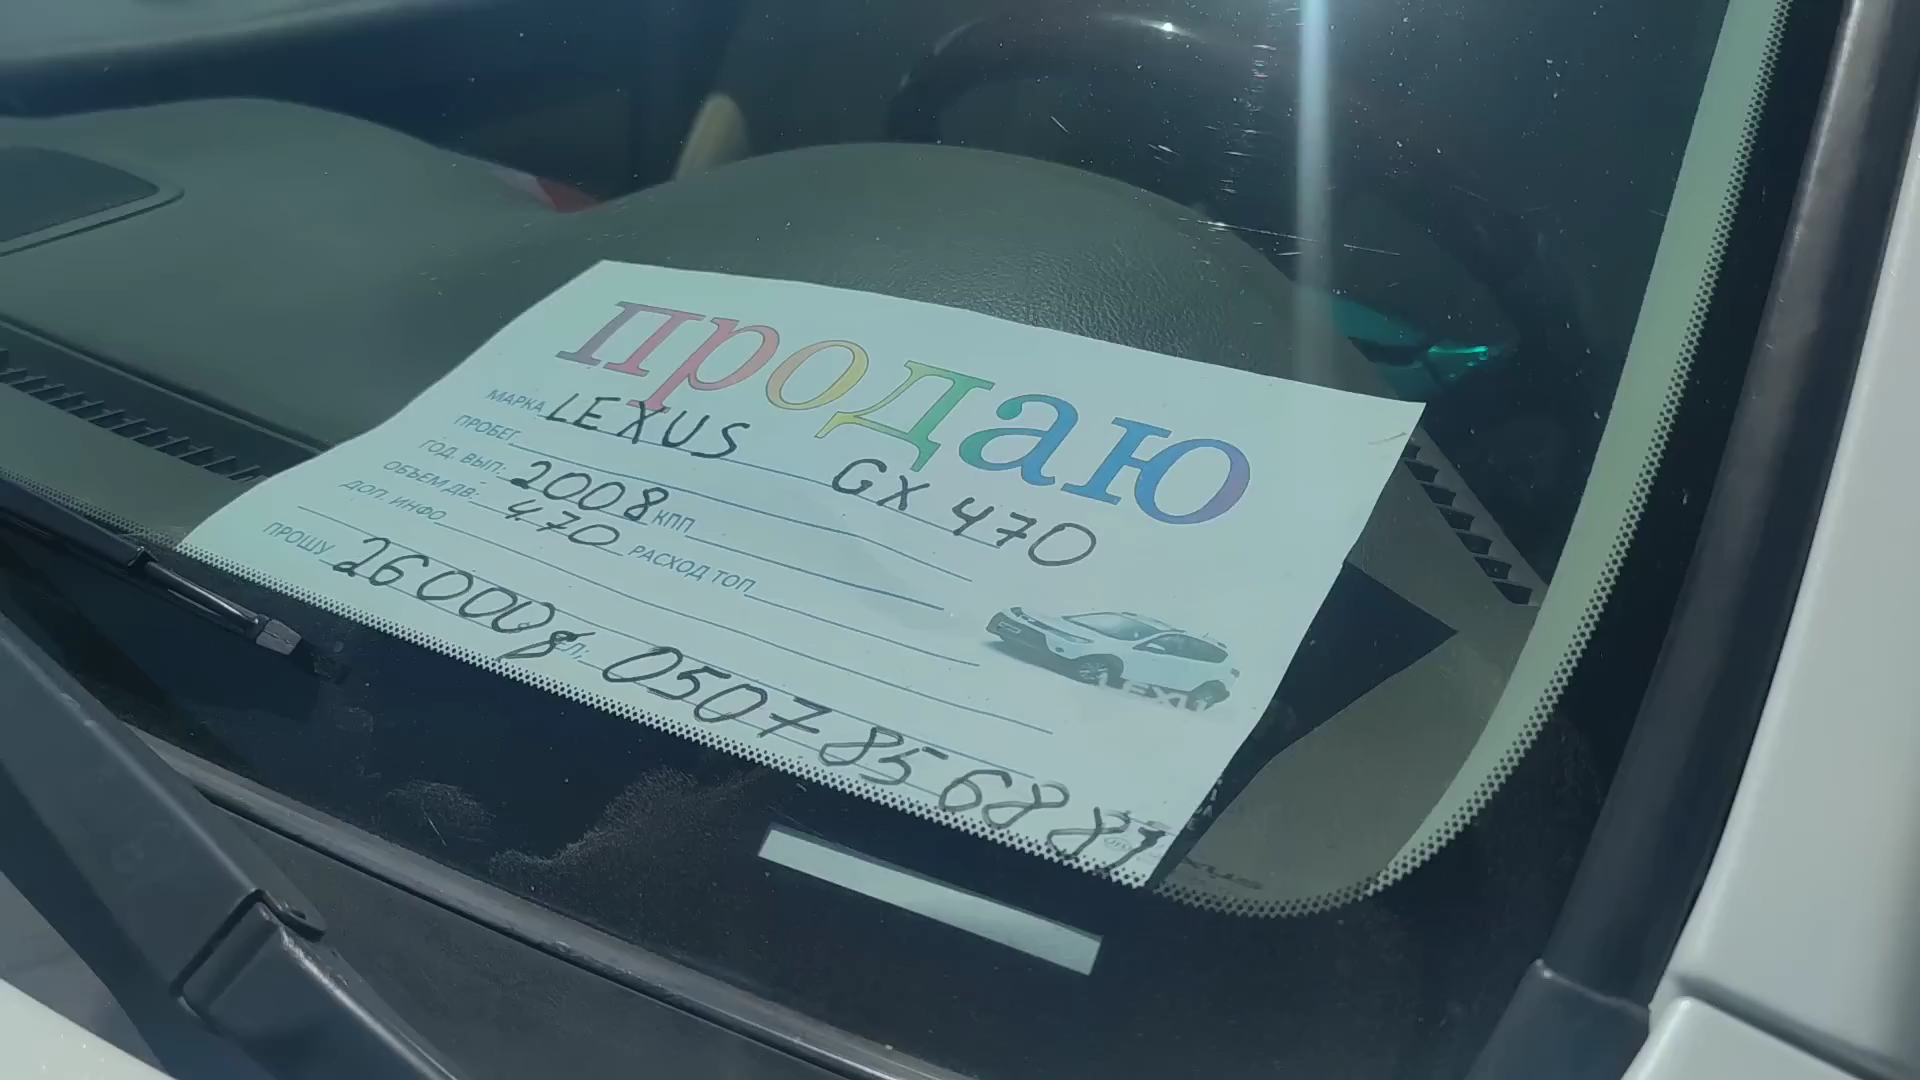 продаю
МАРКА LEXUS GX 470
ПРОБЕГ
ГОД. ВЫП: 2008 КПП
ОБЪЕМ ДВ: 4.70 РАСХОД ТОП
ДОП. ИНФО
ПРОШУ 26000$ ТЕЛ: 0507856881